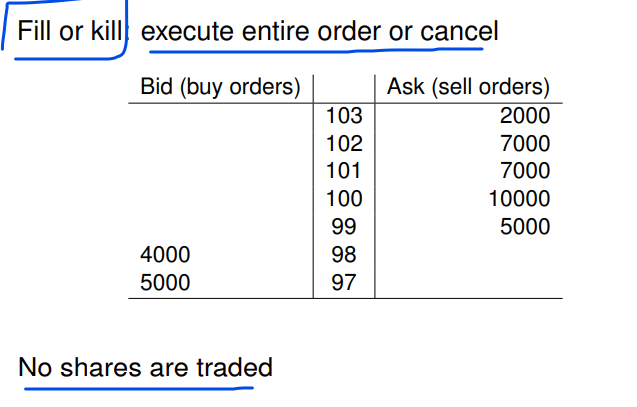 Fill or kill: execute entire order or cancel
Bid (buy orders) Ask (sell orders)
103 2000
102 7000
101 7000
100 10000
99 5000
4000 98
5000 97
No shares are traded